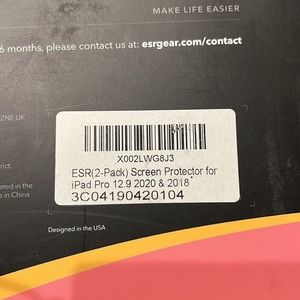 MAKE LIFE EASIER
6 months, please contact us at: esrgear.com/contact
2NE UK
X002LWG8J3
ESR(2-Pack) Screen Protector for
iPad Pro 12.9 2020 & 2018
3C04190420104
trict.
ered in the
e in China
Designed in the USA